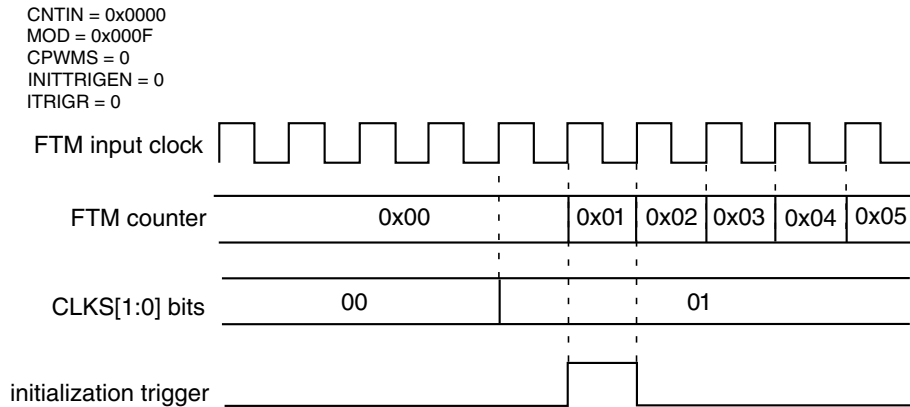 CNTIN = 0x0000
MOD = 0x000F
CPWMS = 0
INITTRIGEN = 0
ITRIGR = 0
FTM input clock
FTM counter 0x00 0x01 0x02 0x03 0x04 0x05
CLKS[1:0] bits 00 01
initialization trigger